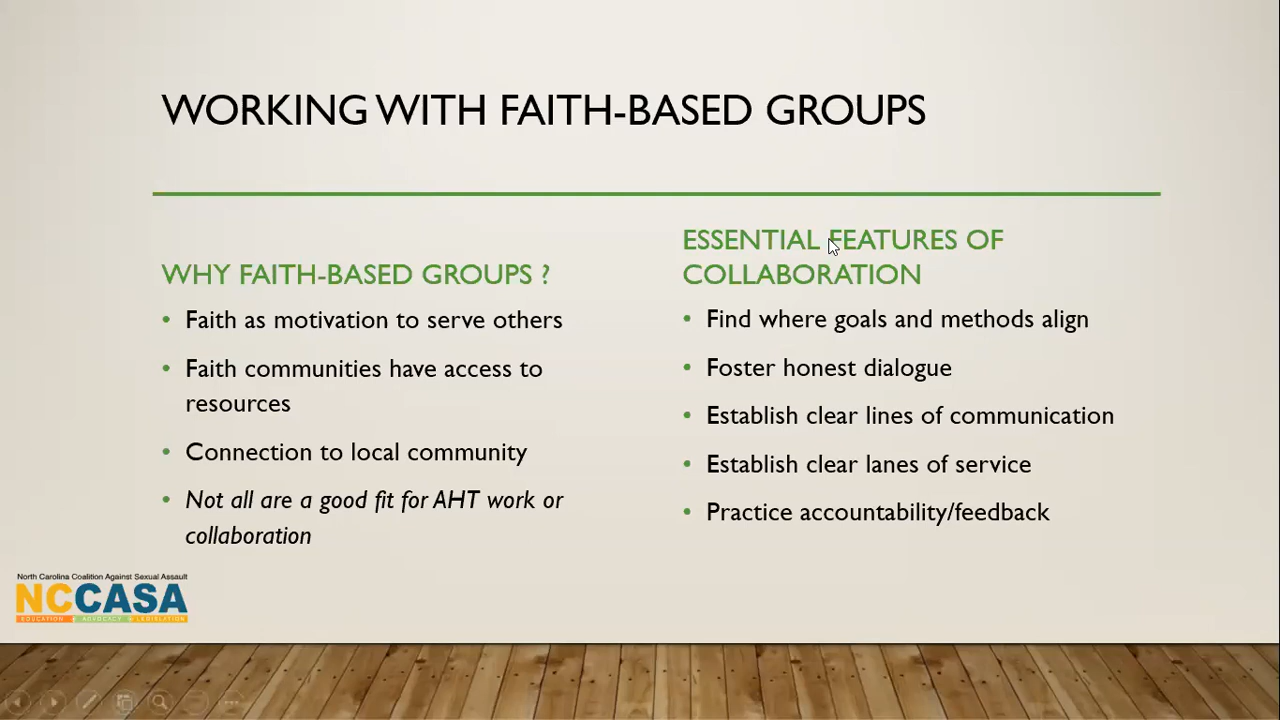 WORKING WITH FAITH-BASED GROUPS
WHY FAITH-BASED GROUPS ?
• Faith as motivation to serve others
• Faith communities have access to
resources
• Connection to local community
• Not all are a good fit for AHT work or
collaboration
ESSENTIAL FEATURES OF
COLLABORATION
• Find where goals and methods align
• Foster honest dialogue
• Establish clear lines of communication
• Establish clear lanes of service
• Practice accountability/feedback
North Carolina Coalition Against Sexual Assault
NCCASA
EDUCATION ADVOCACY LEGISLATION